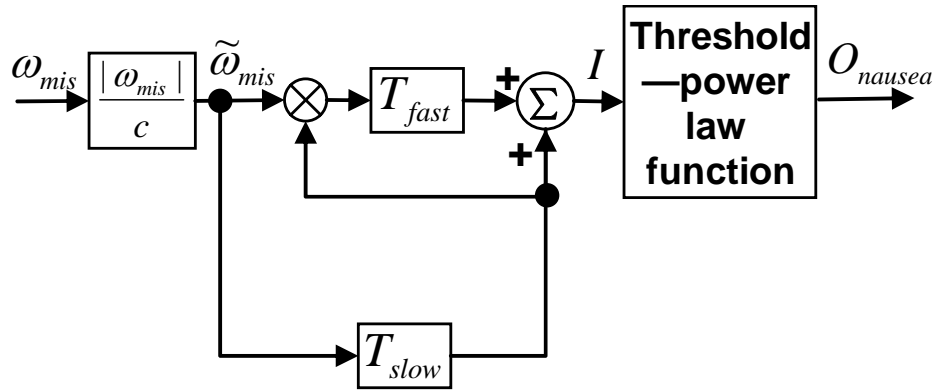 ω_mis
|ω_mis|
c
ω̃_mis
T_fast
+
Σ
+
I
Threshold
—power
law
function
O_nausea
T_slow